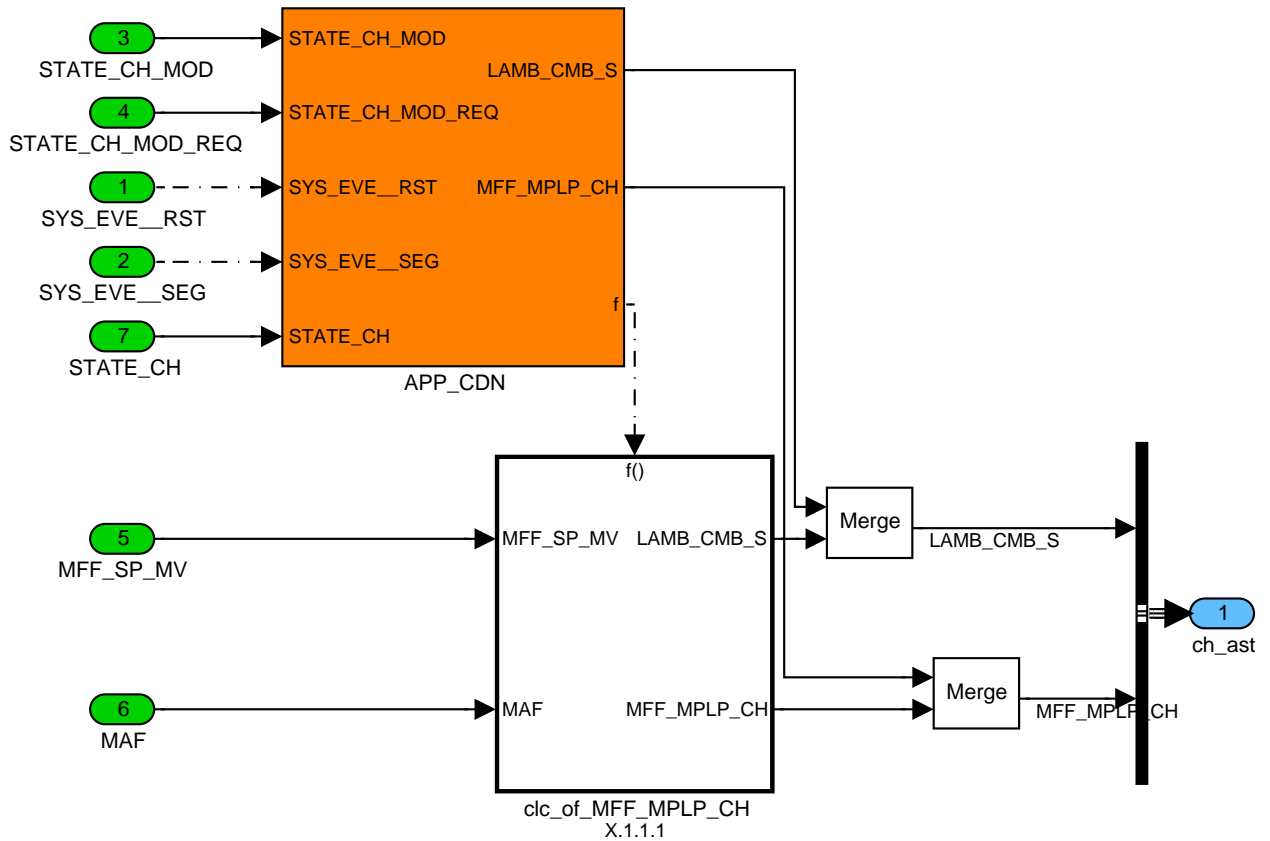 3
STATE_CH_MOD
STATE_CH_MOD
LAMB_CMB_S
4
STATE_CH_MOD_REQ
STATE_CH_MOD_REQ
1
SYS_EVE__RST
SYS_EVE__RST
MFF_MPLP_CH
2
SYS_EVE__SEG
SYS_EVE__SEG
f
7
STATE_CH
STATE_CH
APP_CDN
f()
5
MFF_SP_MV
MFF_SP_MV
LAMB_CMB_S
Merge
LAMB_CMB_S
1
ch_ast
6
MAF
MAF
MFF_MPLP_CH
Merge
MFF_MPLP_CH
clc_of_MFF_MPLP_CH
X.1.1.1